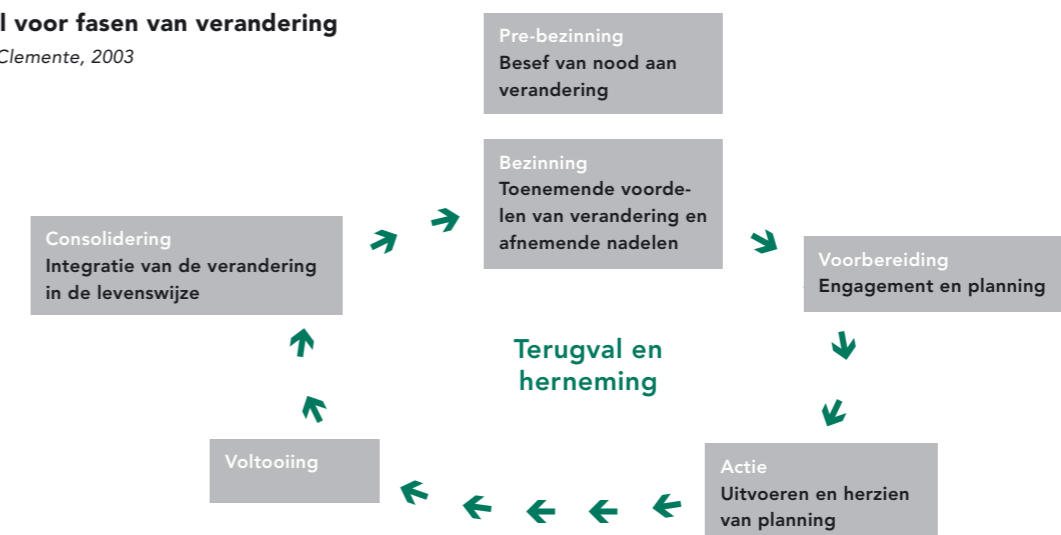 l voor fasen van verandering
Clemente, 2003
Pre-bezinning
Besef van nood aan
verandering
Bezinning
Toenemende voorde-
len van verandering en
afnemende nadelen
Consolidering
Integratie van de verandering
in de levenswijze
Voorbereiding
Engagement en planning
Terugval en
herneming
Voltooiing
Actie
Uitvoeren en herzien
van planning